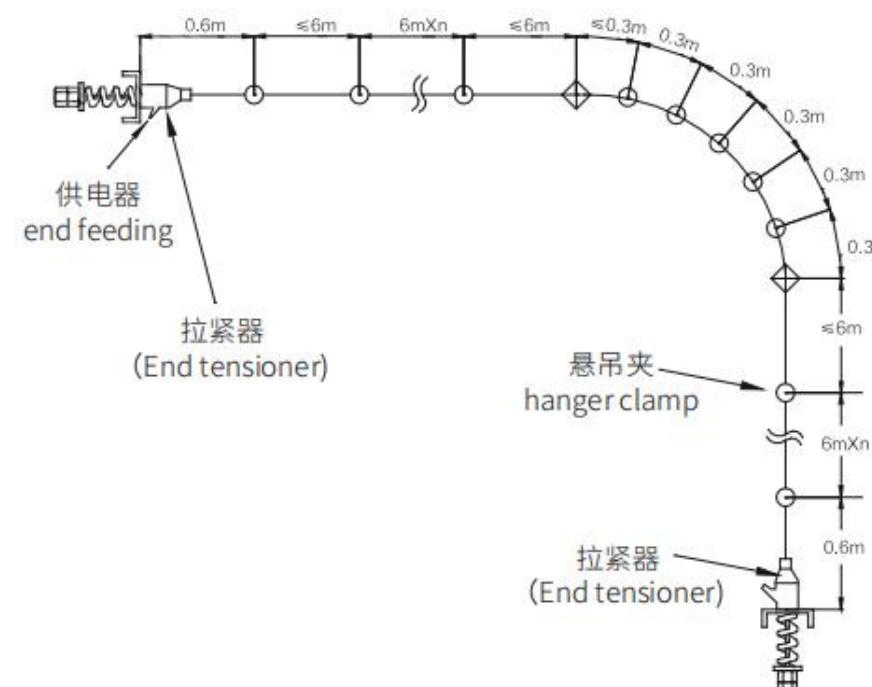 0.6m
≤6m
6mXn
≤6m
≤0.3m
0.3m
0.3m
0.3m
0.3m
0.3
供电器
end feeding
拉紧器
(End tensioner)
≤6m
悬吊夹
hanger clamp
6mXn
拉紧器
(End tensioner)
0.6m